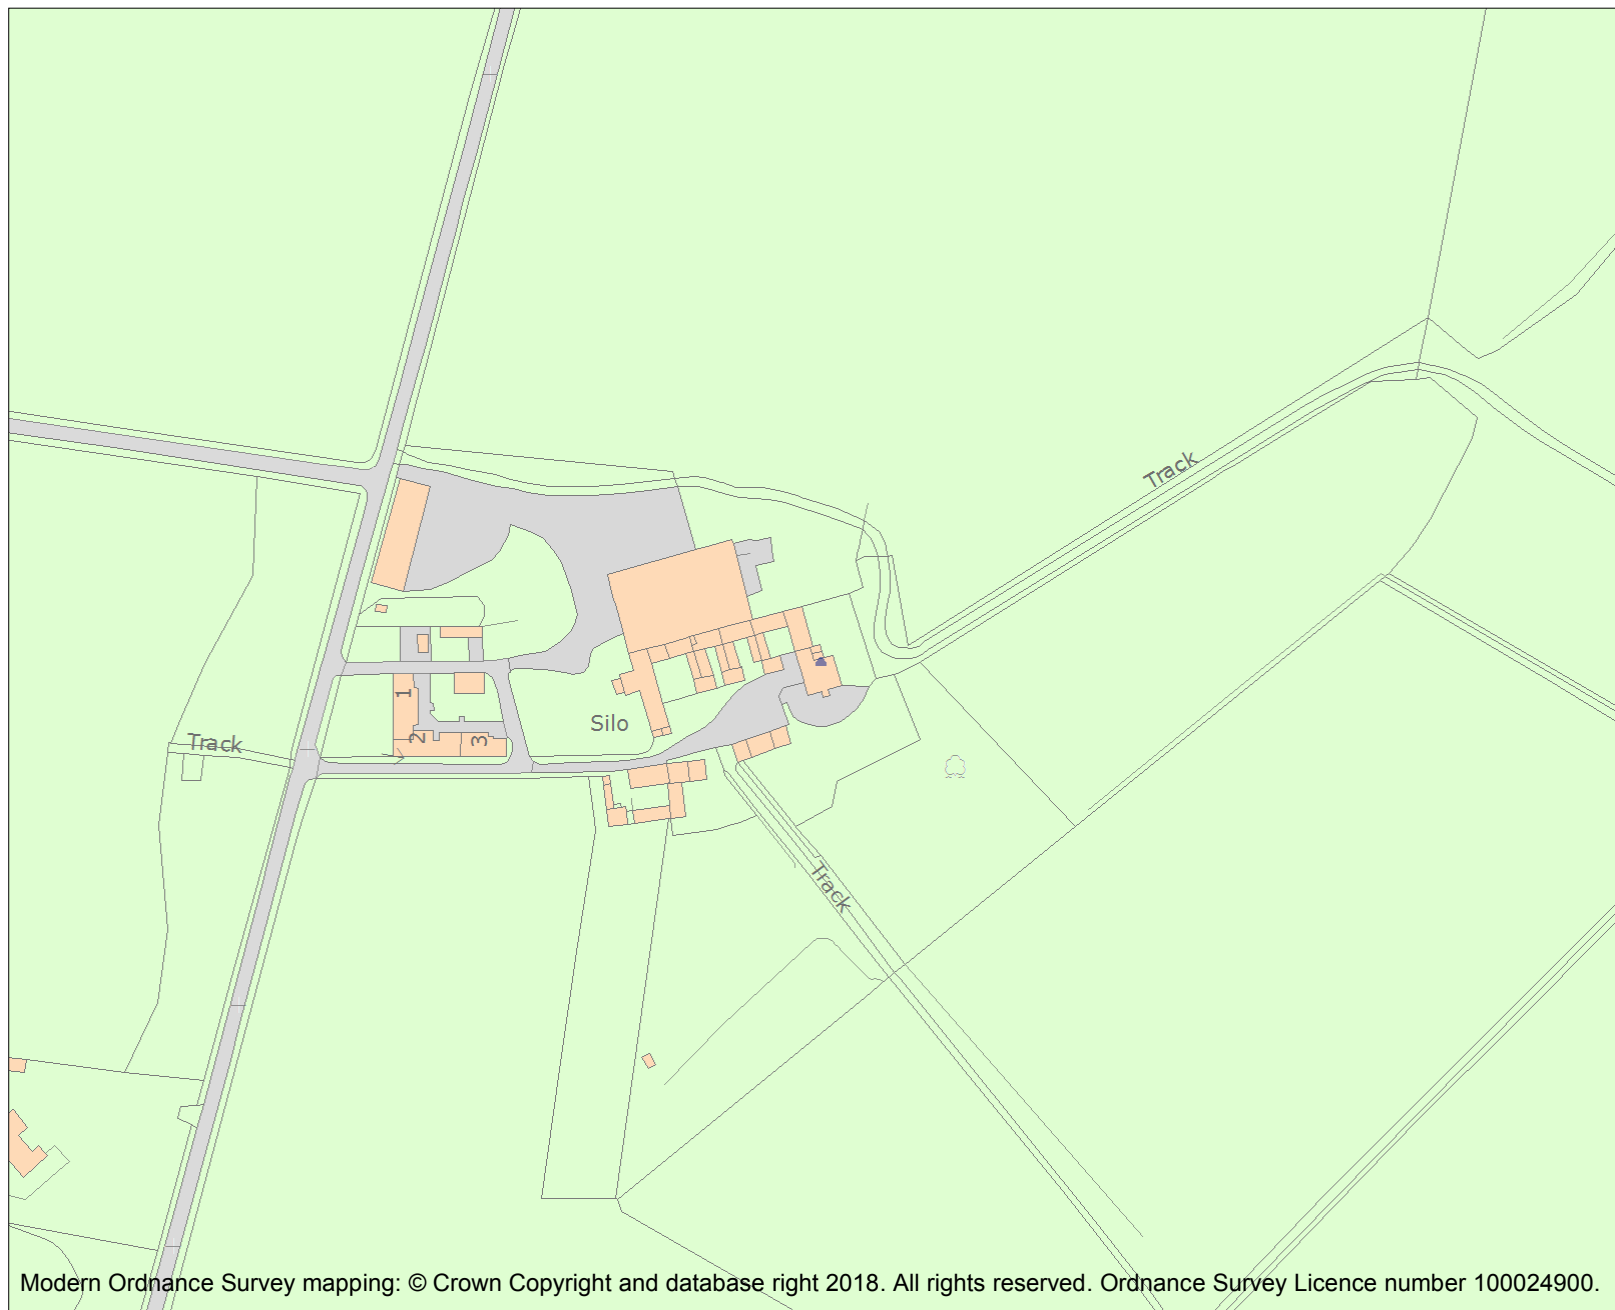 Track
1
Silo
2
3
Track
Track
Modern Ordnance Survey mapping: © Crown Copyright and database right 2018. All rights reserved. Ordnance Survey Licence number 100024900.